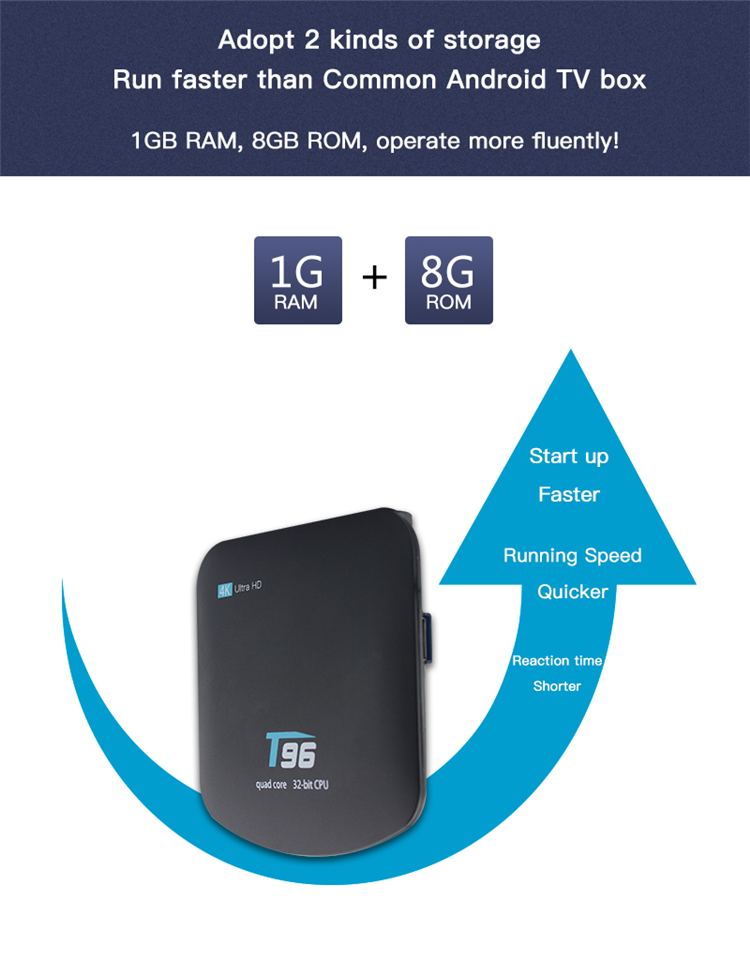 Adopt 2 kinds of storage
Run faster than Common Android TV box
1GB RAM, 8GB ROM, operate more fluently!
1G
RAM
+
8G
ROM
Start up
Faster
Running Speed
Quicker
Reaction time
Shorter
4K Ultra HD
T96
quad core 32-bit CPU